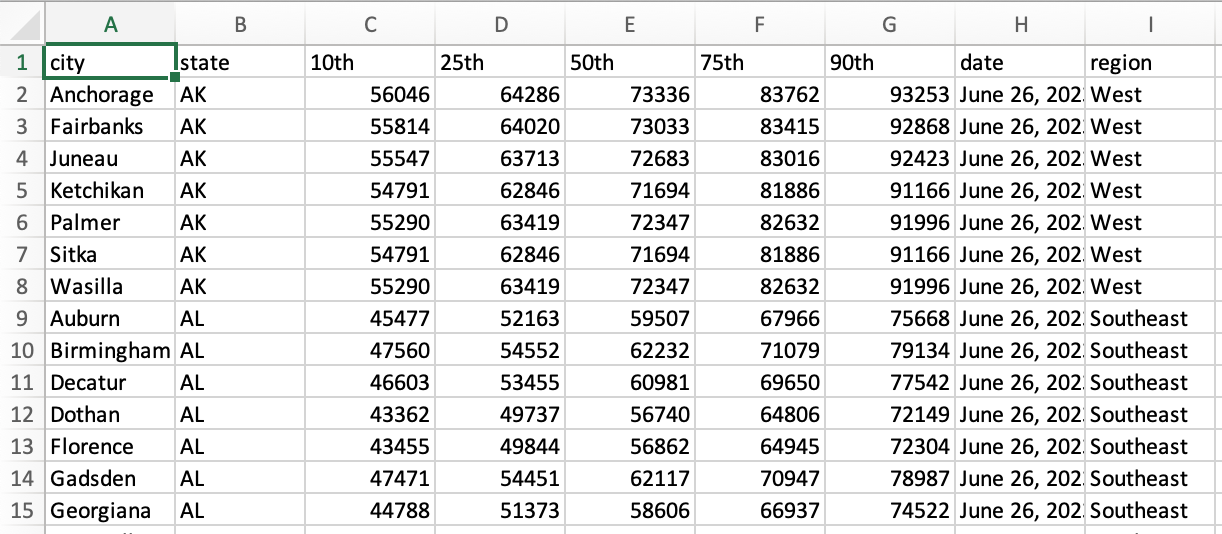 A B C D E F G H I
1 city state 10th 25th 50th 75th 90th date region
2 Anchorage AK 56046 64286 73336 83762 93253 June 26, 202 West
3 Fairbanks AK 55814 64020 73033 83415 92868 June 26, 202 West
4 Juneau AK 55547 63713 72683 83016 92423 June 26, 202 West
5 Ketchikan AK 54791 62846 71694 81886 91166 June 26, 202 West
6 Palmer AK 55290 63419 72347 82632 91996 June 26, 202 West
7 Sitka AK 54791 62846 71694 81886 91166 June 26, 202 West
8 Wasilla AK 55290 63419 72347 82632 91996 June 26, 202 West
9 Auburn AL 45477 52163 59507 67966 75668 June 26, 202 Southeast
10 Birmingham AL 47560 54552 62232 71079 79134 June 26, 202 Southeast
11 Decatur AL 46603 53455 60981 69650 77542 June 26, 202 Southeast
12 Dothan AL 43362 49737 56740 64806 72149 June 26, 202 Southeast
13 Florence AL 43455 49844 56862 64945 72304 June 26, 202 Southeast
14 Gadsden AL 47471 54451 62117 70947 78987 June 26, 202 Southeast
15 Georgiana AL 44788 51373 58606 66937 74522 June 26, 202 Southeast